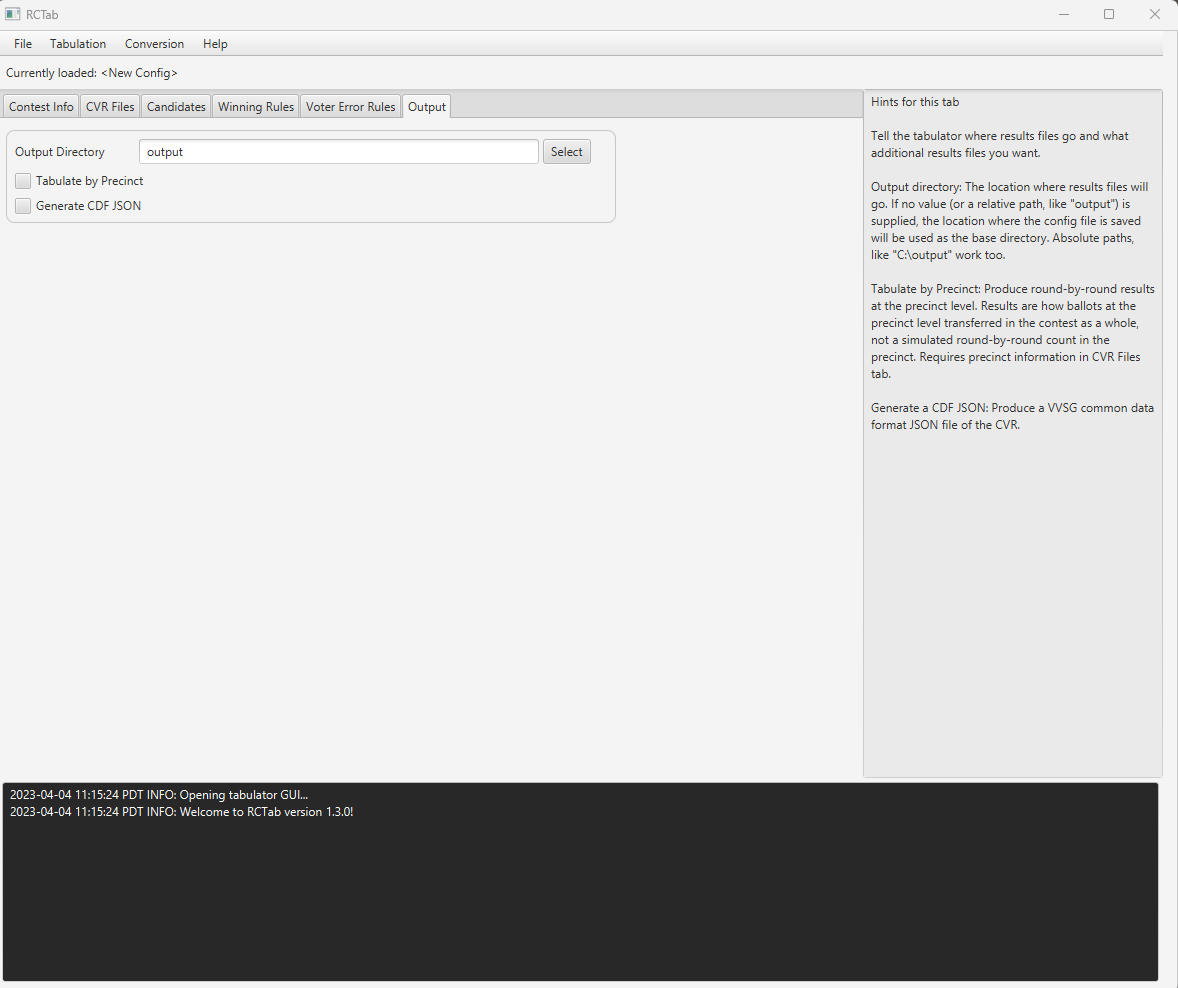 RCTab
File Tabulation Conversion Help
Currently loaded: <New Config>
Contest Info CVR Files Candidates Winning Rules Voter Error Rules Output
Output Directory output Select
Tabulate by Precinct
Generate CDF JSON
Hints for this tab
Tell the tabulator where results files go and what
additional results files you want.
Output directory: The location where results files will
go. If no value (or a relative path, like "output") is
supplied, the location where the config file is saved
will be used as the base directory. Absolute paths,
like "C:\output" work too.
Tabulate by Precinct: Produce round-by-round results
at the precinct level. Results are how ballots at the
precinct level transferred in the contest as a whole,
not a simulated round-by-round count in the
precinct. Requires precinct information in CVR Files
tab.
Generate a CDF JSON: Produce a VVSG common data
format JSON file of the CVR.
2023-04-04 11:15:24 PDT INFO: Opening tabulator GUI...
2023-04-04 11:15:24 PDT INFO: Welcome to RCTab version 1.3.0!